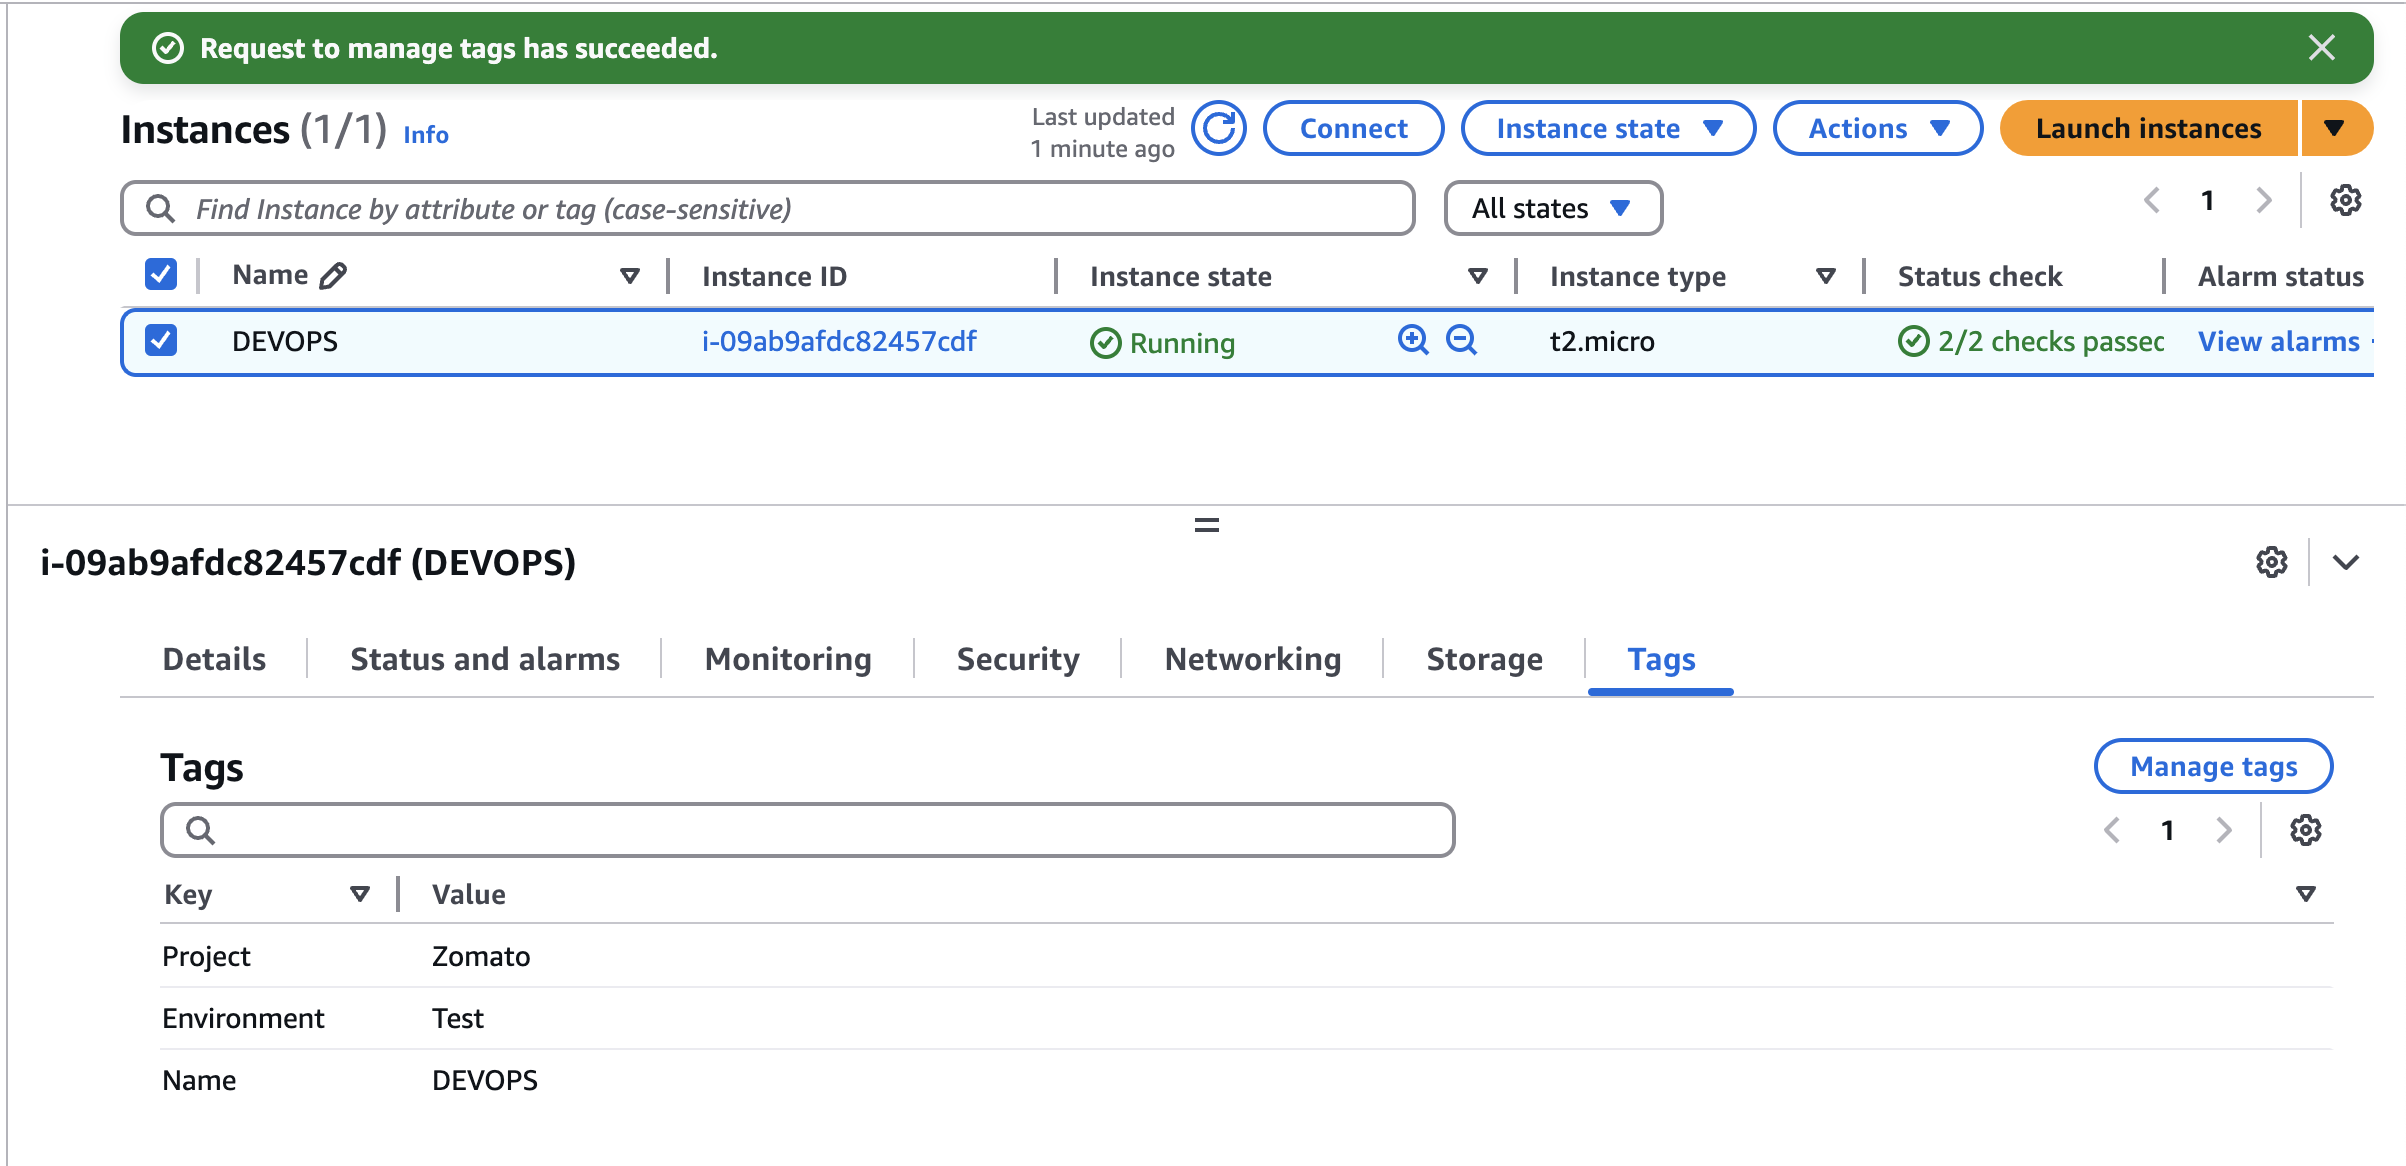 Request to manage tags has succeeded.
Instances (1/1) Info
Last updated
1 minute ago
Connect
Instance state
Actions
Launch instances
Find Instance by attribute or tag (case-sensitive)
All states
1
Name Instance ID Instance state Instance type Status check Alarm status
DEVOPS i-09ab9afdc82457cdf Running t2.micro 2/2 checks passec View alarms
i-09ab9afdc82457cdf (DEVOPS)
Details Status and alarms Monitoring Security Networking Storage Tags
Tags
Manage tags
1
Key Value
Project Zomato
Environment Test
Name DEVOPS